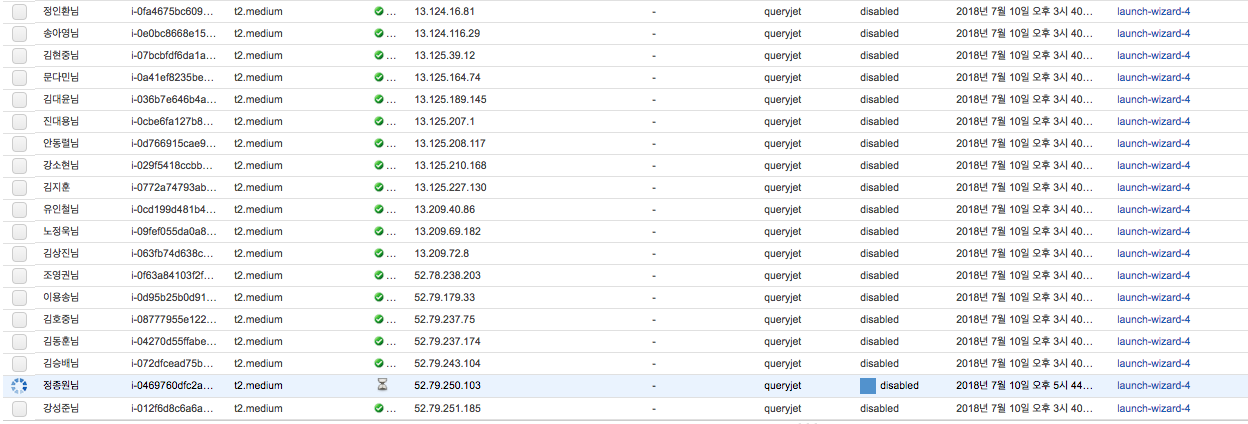 정인환님 i-0fa4675bc609... t2.medium ... 13.124.16.81 - queryjet disabled 2018년 7월 10일 오후 3시 40... launch-wizard-4
송아영님 i-0e0bc8668e15... t2.medium ... 13.124.116.29 - queryjet disabled 2018년 7월 10일 오후 3시 40... launch-wizard-4
김현중님 i-07bcbfdf6da1a... t2.medium ... 13.125.39.12 - queryjet disabled 2018년 7월 10일 오후 3시 40... launch-wizard-4
문다민님 i-0a41ef8235be... t2.medium ... 13.125.164.74 - queryjet disabled 2018년 7월 10일 오후 3시 40... launch-wizard-4
김대윤님 i-036b7e646b4a... t2.medium ... 13.125.189.145 - queryjet disabled 2018년 7월 10일 오후 3시 40... launch-wizard-4
진대용님 i-0cbe6fa127b8... t2.medium ... 13.125.207.1 - queryjet disabled 2018년 7월 10일 오후 3시 40... launch-wizard-4
안동렬님 i-0d766915cae9... t2.medium ... 13.125.208.117 - queryjet disabled 2018년 7월 10일 오후 3시 40... launch-wizard-4
강소현님 i-029f5418ccbb... t2.medium ... 13.125.210.168 - queryjet disabled 2018년 7월 10일 오후 3시 40... launch-wizard-4
김지훈 i-0772a74793ab... t2.medium ... 13.125.227.130 - queryjet disabled 2018년 7월 10일 오후 3시 40... launch-wizard-4
유인철님 i-0cd199d481b4... t2.medium ... 13.209.40.86 - queryjet disabled 2018년 7월 10일 오후 3시 40... launch-wizard-4
노정욱님 i-09fef055da0a8... t2.medium ... 13.209.69.182 - queryjet disabled 2018년 7월 10일 오후 3시 40... launch-wizard-4
김상진님 i-063fb74d638c... t2.medium ... 13.209.72.8 - queryjet disabled 2018년 7월 10일 오후 3시 40... launch-wizard-4
조영권님 i-0f63a84103f2f... t2.medium ... 52.78.238.203 - queryjet disabled 2018년 7월 10일 오후 3시 40... launch-wizard-4
이용송님 i-0d95b25b0d91... t2.medium ... 52.79.179.33 - queryjet disabled 2018년 7월 10일 오후 3시 40... launch-wizard-4
김호중님 i-08777955e122... t2.medium ... 52.79.237.75 - queryjet disabled 2018년 7월 10일 오후 3시 40... launch-wizard-4
김동훈님 i-04270d55ffabe... t2.medium ... 52.79.237.174 - queryjet disabled 2018년 7월 10일 오후 3시 40... launch-wizard-4
김승배님 i-072dfcead75b... t2.medium ... 52.79.243.104 - queryjet disabled 2018년 7월 10일 오후 3시 40... launch-wizard-4
정종원님 i-0469760dfc2a... t2.medium 52.79.250.103 - queryjet disabled 2018년 7월 10일 오후 5시 44... launch-wizard-4
강성준님 i-012f6d8c6a6a... t2.medium ... 52.79.251.185 - queryjet disabled 2018년 7월 10일 오후 3시 40... launch-wizard-4